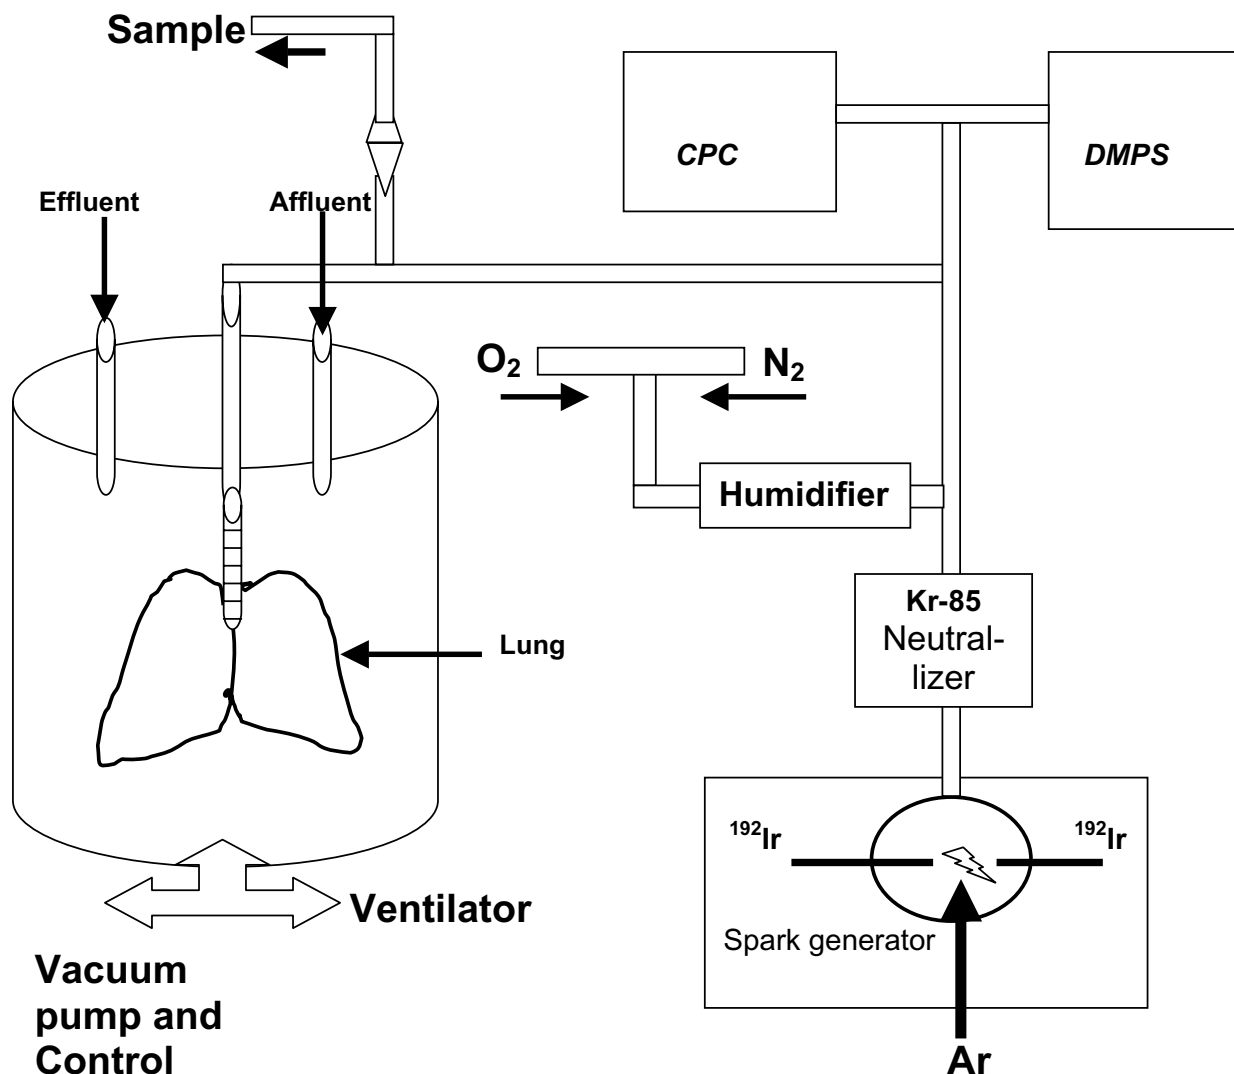 Sample
CPC
DMPS
Effluent
Affluent
O₂
N₂
Humidifier
Kr-85
Neutral-
lizer
Lung
¹⁹²Ir
¹⁹²Ir
Ventilator
Spark generator
Vacuum
pump and
Control
Ar